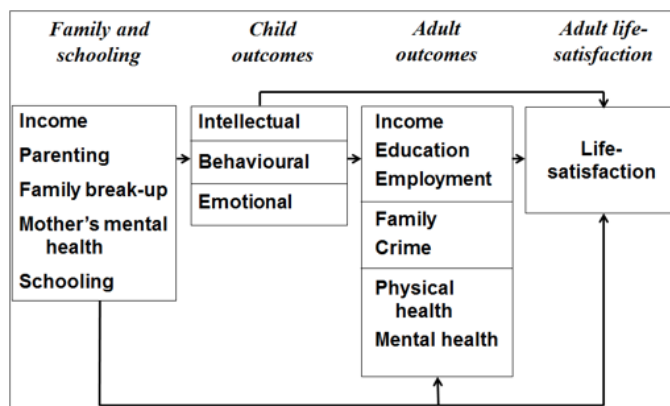 Family and
schooling
Child
outcomes
Adult
outcomes
Adult life-
satisfaction
Income
Parenting
Family break-up
Mother's mental
health
Schooling
Intellectual
Behavioural
Emotional
Income
Education
Employment
Family
Crime
Physical
health
Mental health
Life-
satisfaction